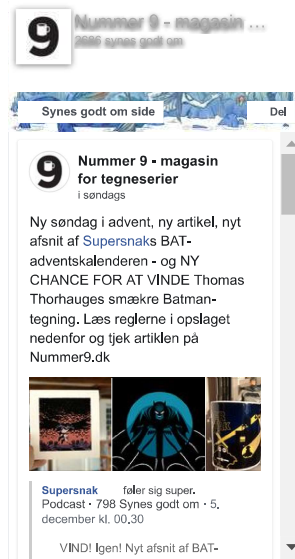 9
Nummer 9 - magasin ...
2686 synes godt om
Synes godt om side
Del
9
Nummer 9 - magasin
for tegneserier
i søndags
Ny søndag i advent, ny artikel, nyt
afsnit af Supersnaks BAT-
adventskalenderen - og NY
CHANCE FOR AT VINDE Thomas
Thorhauges smækre Batman-
tegning. Læs reglerne i opslaget
nedenfor og tjek artiklen på
Nummer9.dk
Supersnak føler sig super.
Podcast · 798 Synes godt om · 5.
december kl. 00.30
VIND! Igen! Nyt afsnit af BAT-